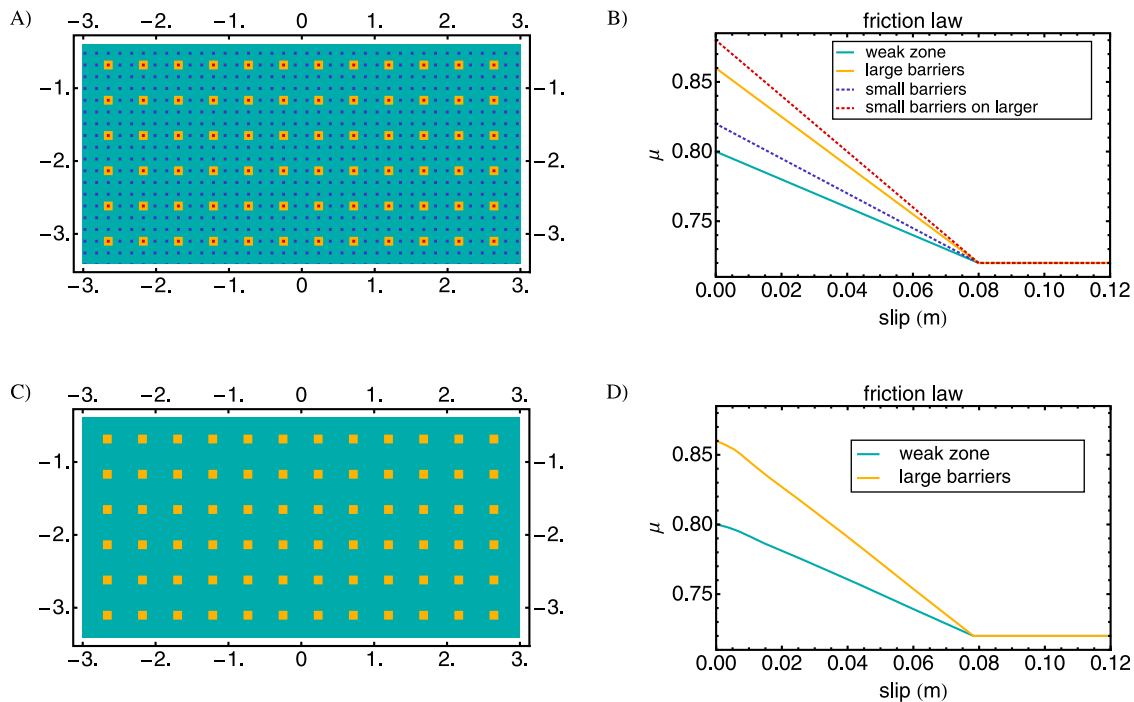 A)
−3. −2. −1. 0 1. 2. 3.
−1. −1.
−2. −2.
−3. −3.
−3. −2. −1. 0 1. 2. 3.
B)
friction law
weak zone
large barriers
small barriers
small barriers on larger
0.85
0.80
0.75
μ
0.00 0.02 0.04 0.06 0.08 0.10 0.12
slip (m)
C)
−3. −2. −1. 0 1. 2. 3.
−1. −1.
−2. −2.
−3. −3.
−3. −2. −1. 0 1. 2. 3.
D)
friction law
weak zone
large barriers
0.85
0.80
0.75
μ
0.00 0.02 0.04 0.06 0.08 0.10 0.12
slip (m)